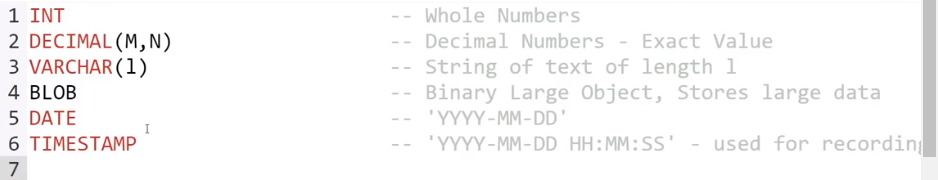 1 INT -- Whole Numbers
2 DECIMAL(M,N) -- Decimal Numbers - Exact Value
3 VARCHAR(l) -- String of text of length l
4 BLOB -- Binary Large Object, Stores large data
5 DATE -- 'YYYY-MM-DD'
6 TIMESTAMP -- 'YYYY-MM-DD HH:MM:SS' - used for recording
7